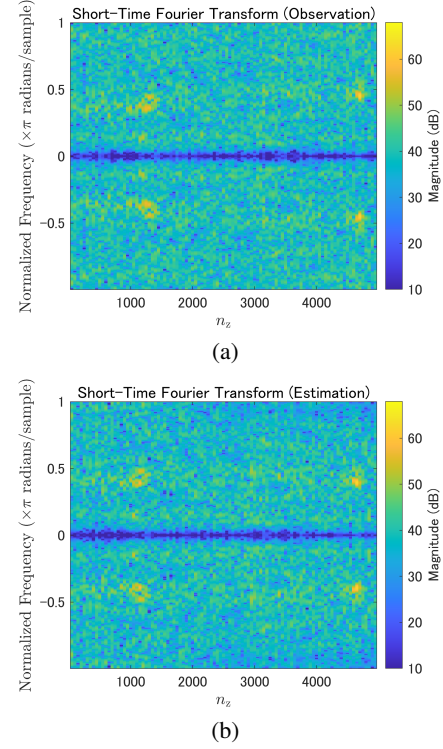 Short-Time Fourier Transform (Observation)
Normalized Frequency (×π radians/sample)
1
0.5
0
−0.5
1000
2000
3000
4000
n_z
60
50
40
30
20
10
Magnitude (dB)
(a)
Short-Time Fourier Transform (Estimation)
Normalized Frequency (×π radians/sample)
1
0.5
0
−0.5
1000
2000
3000
4000
n_z
60
50
40
30
20
10
Magnitude (dB)
(b)